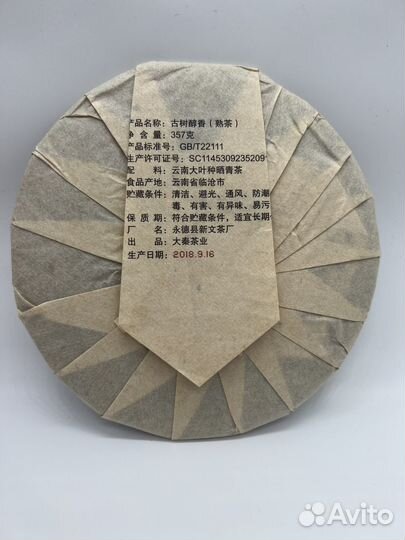 产品名称：古树醇香（熟茶）
净 含 量：357克
产品标准号：GB/T22111
生产许可证号：SC1145309235209
配 料：云南大叶种晒青茶
食品产地：云南省临沧市
贮藏条件：清洁、避光、通风、防潮
毒、有害、有异味、易污
保 质 期：符合贮藏条件，适宜长期
厂 名：永德县新文茶厂
出 品：大秦茶业
生产日期：2018.9.16
Avito